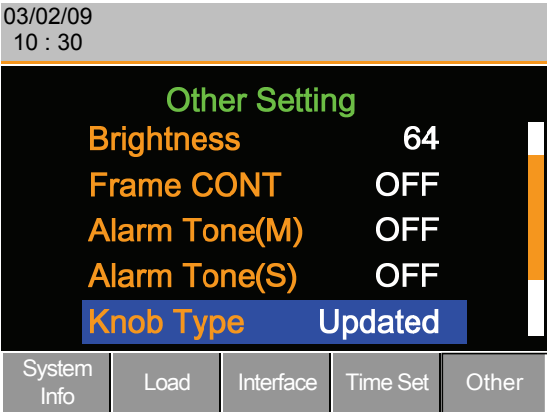 03/02/09
10 : 30
Other Setting
Brightness 64
Frame CONT OFF
Alarm Tone(M) OFF
Alarm Tone(S) OFF
Knob Type Updated
System Info
Load
Interface
Time Set
Other